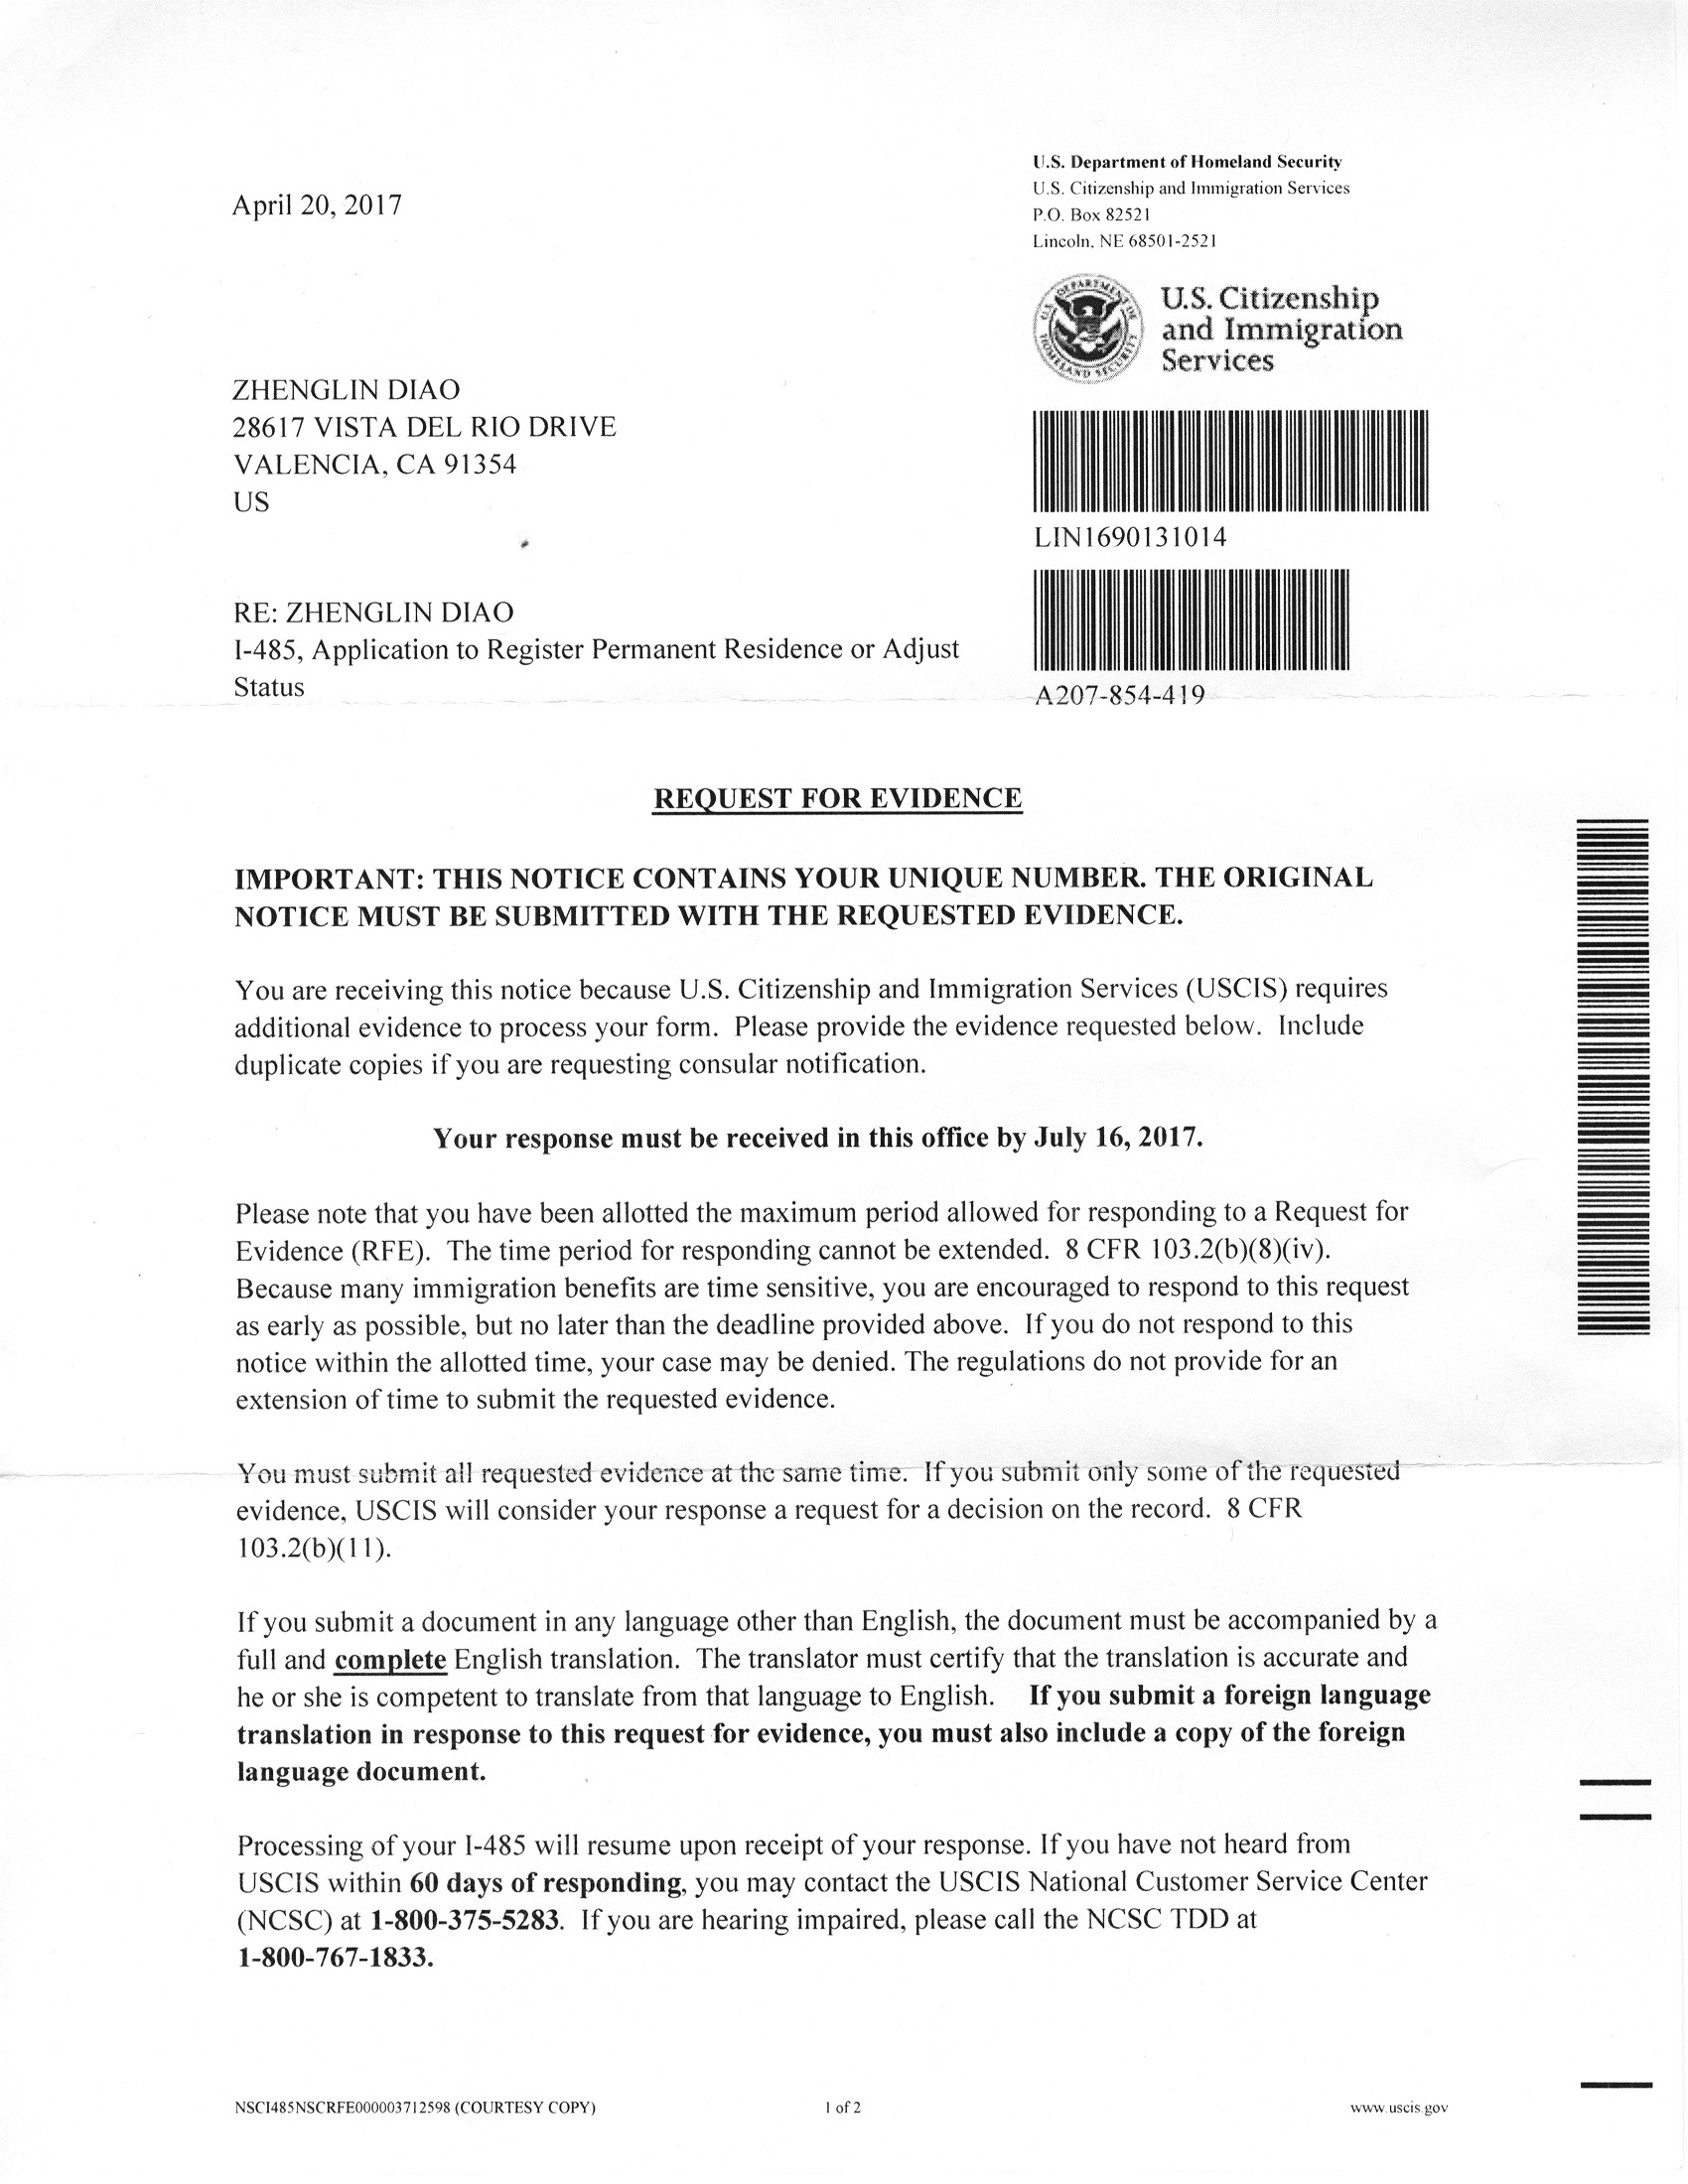 U.S. Department of Homeland Security
U.S. Citizenship and Immigration Services
P.O. Box 82521
Lincoln, NE 68501-2521
April 20, 2017
U.S. DEPARTMENT OF HOMELAND SECURITY
U.S. Citizenship
and Immigration
Services
ZHENGLIN DIAO
28617 VISTA DEL RIO DRIVE
VALENCIA, CA 91354
US
LIN1690131014
RE: ZHENGLIN DIAO
I-485, Application to Register Permanent Residence or Adjust
Status
A207-854-419
REQUEST FOR EVIDENCE
IMPORTANT: THIS NOTICE CONTAINS YOUR UNIQUE NUMBER. THE ORIGINAL
NOTICE MUST BE SUBMITTED WITH THE REQUESTED EVIDENCE.
You are receiving this notice because U.S. Citizenship and Immigration Services (USCIS) requires
additional evidence to process your form. Please provide the evidence requested below. Include
duplicate copies if you are requesting consular notification.
Your response must be received in this office by July 16, 2017.
Please note that you have been allotted the maximum period allowed for responding to a Request for
Evidence (RFE). The time period for responding cannot be extended. 8 CFR 103.2(b)(8)(iv).
Because many immigration benefits are time sensitive, you are encouraged to respond to this request
as early as possible, but no later than the deadline provided above. If you do not respond to this
notice within the allotted time, your case may be denied. The regulations do not provide for an
extension of time to submit the requested evidence.
You must submit all requested evidence at the same time. If you submit only some of the requested
evidence, USCIS will consider your response a request for a decision on the record. 8 CFR
103.2(b)(11).
If you submit a document in any language other than English, the document must be accompanied by a
full and complete English translation. The translator must certify that the translation is accurate and
he or she is competent to translate from that language to English. If you submit a foreign language
translation in response to this request for evidence, you must also include a copy of the foreign
language document.
Processing of your I-485 will resume upon receipt of your response. If you have not heard from
USCIS within 60 days of responding, you may contact the USCIS National Customer Service Center
(NCSC) at 1-800-375-5283. If you are hearing impaired, please call the NCSC TDD at
1-800-767-1833.
NSCI485NSCRFE000003712598 (COURTESY COPY)
1 of 2
www.uscis.gov